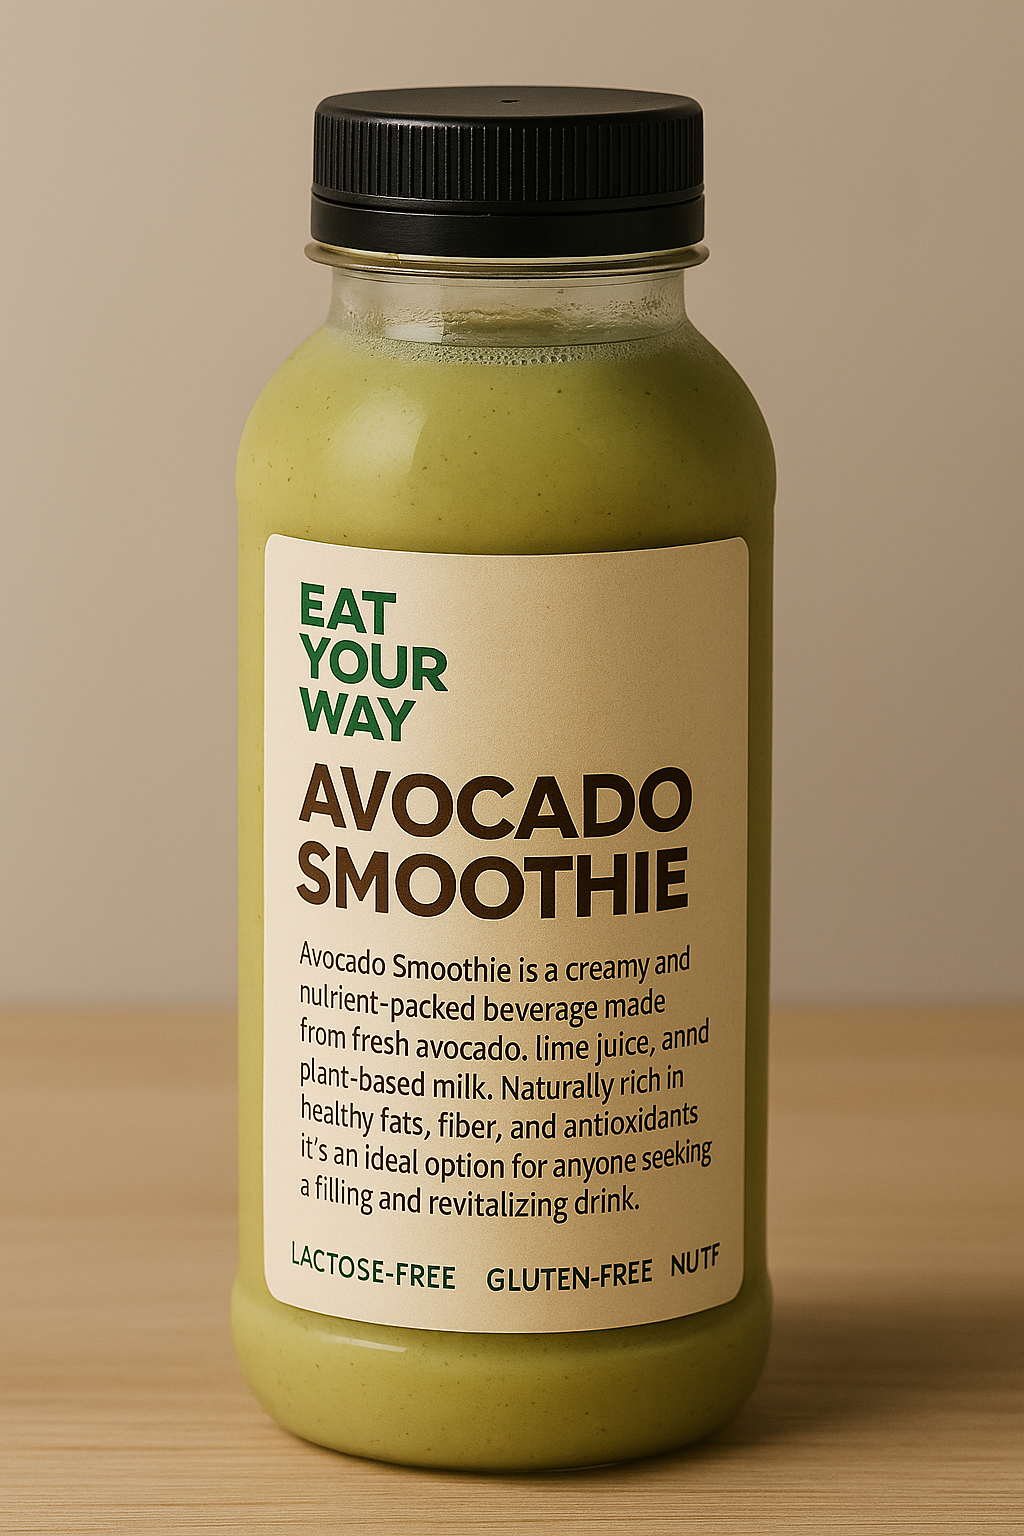 EAT
YOUR
WAY
AVOCADO
SMOOTHIE
Avocado Smoothie is a creamy and
nulrient-packed beverage made
from fresh avocado. lime juice, annd
plant-based milk. Naturally rich in
healthy fats, fiber, and antioxidants
it's an ideal option for anyone seeking
a filling and revitalizing drink.
LACTOSE-FREE GLUTEN-FREE NUTF